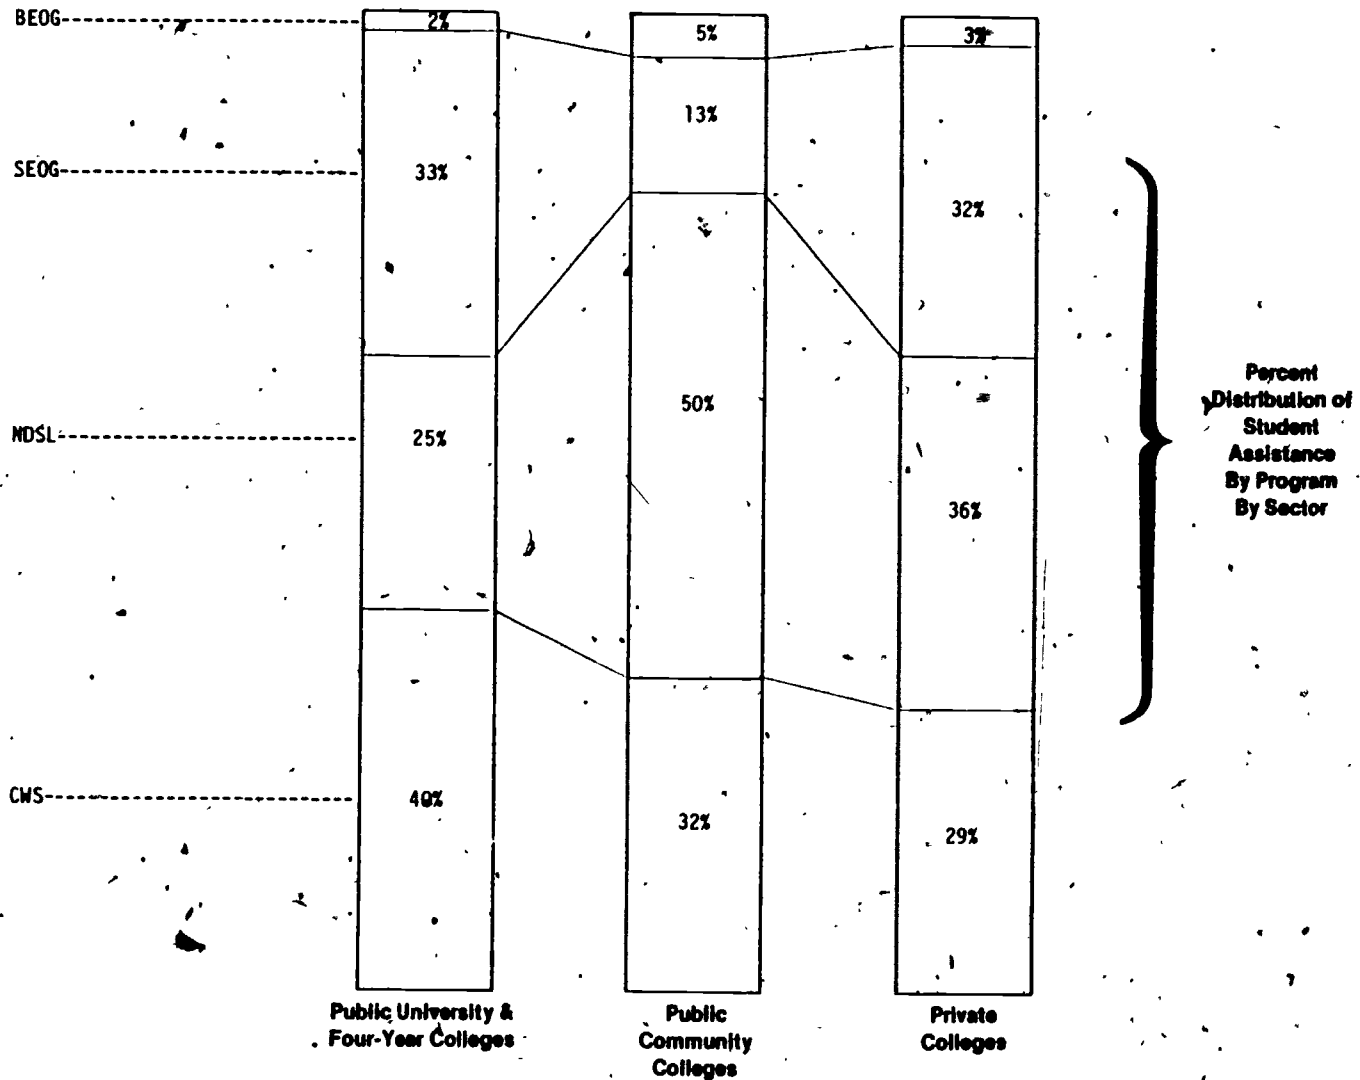 BEOG
2%
5%
3%
13%
SEOG
33%
32%
50%
NDSL
25%
36%
CWS
40%
32%
29%
Percent
Distribution of
Student
Assistance
By Program
By Sector
Public University &
Four-Year Colleges
Public
Community
Colleges
Private
Colleges